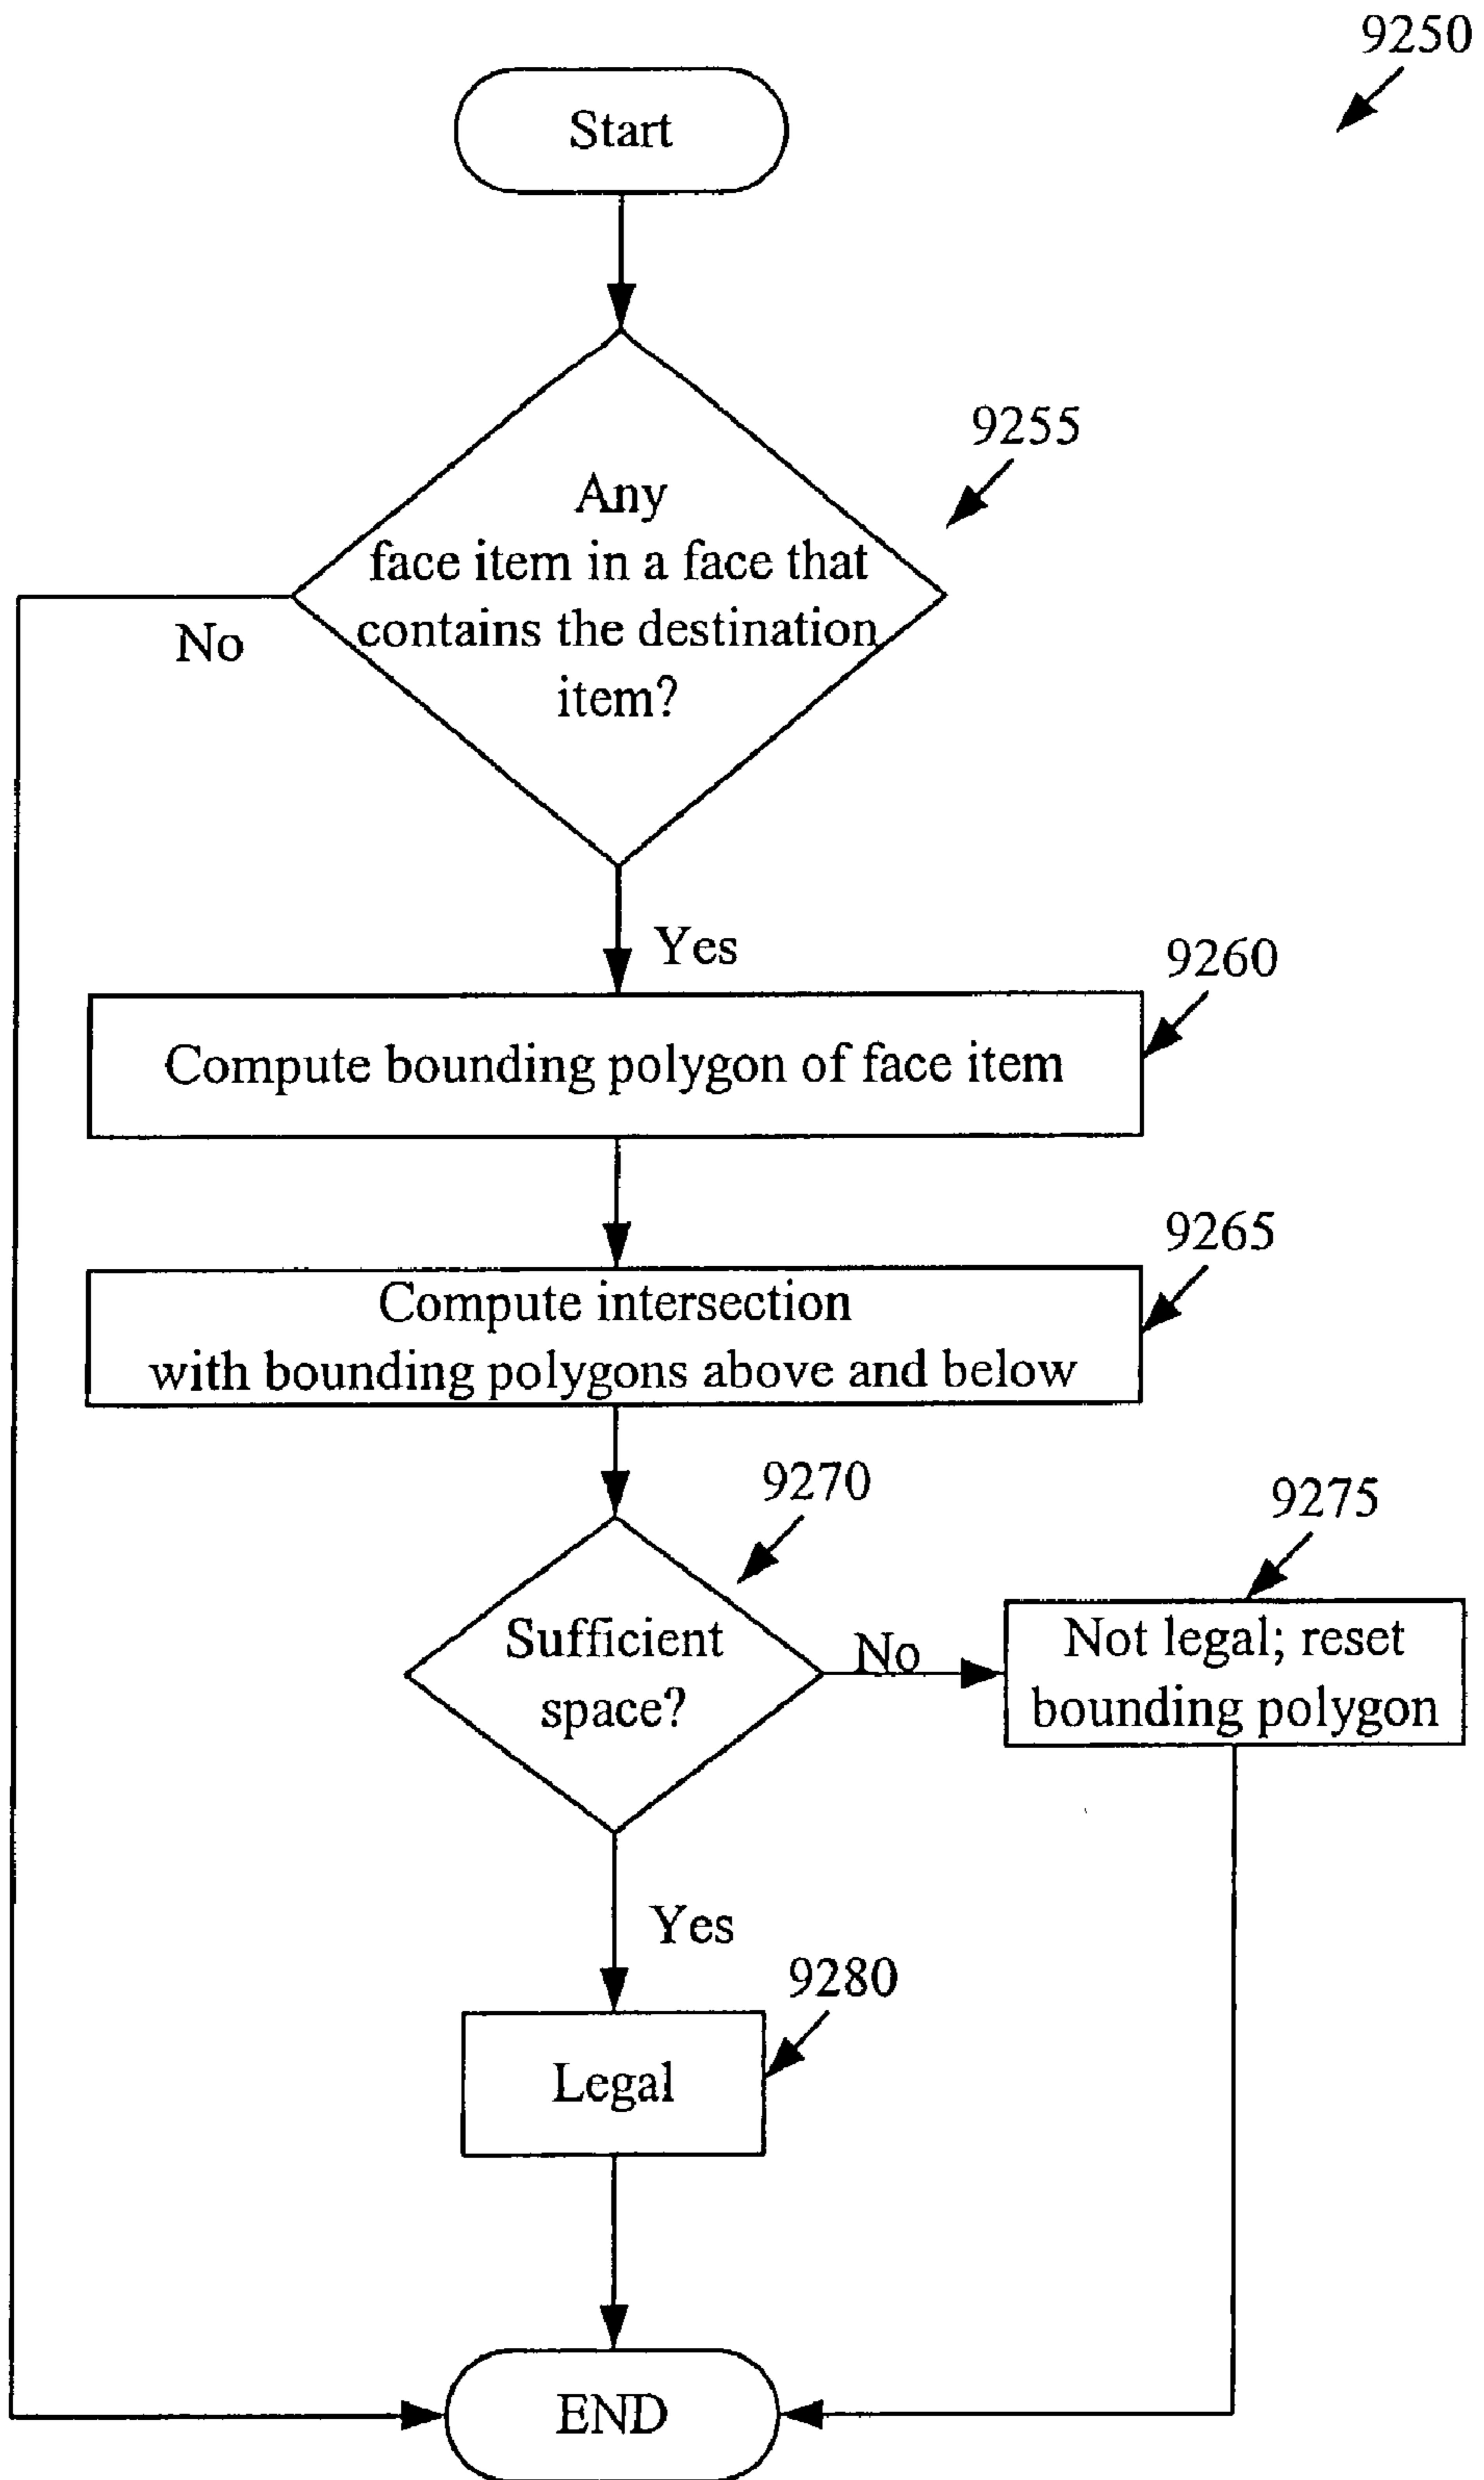 9250
Start
9255
Any
face item in a face that
contains the destination
item?
No
Yes
9260
Compute bounding polygon of face item
9265
Compute intersection
with bounding polygons above and below
9270
9275
Sufficient
space?
No
Not legal; reset
bounding polygon
Yes
9280
Legal
END